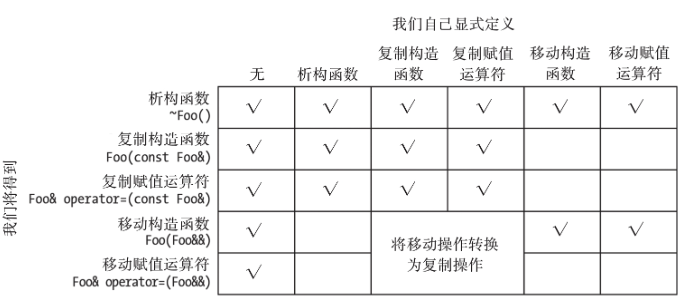 我们自己显式定义
无 析构函数 复制构造函数 复制赋值运算符 移动构造函数 移动赋值运算符
我们将得到
析构函数 √ √ √ √ √ √
~Foo()
复制构造函数 √ √ √ √
Foo(const Foo&)
复制赋值运算符 √ √ √ √
Foo& operator=(const Foo&)
移动构造函数 √ √ √
Foo(Foo&&)
将移动操作转换
为复制操作
移动赋值运算符 √
Foo& operator=(Foo&&)